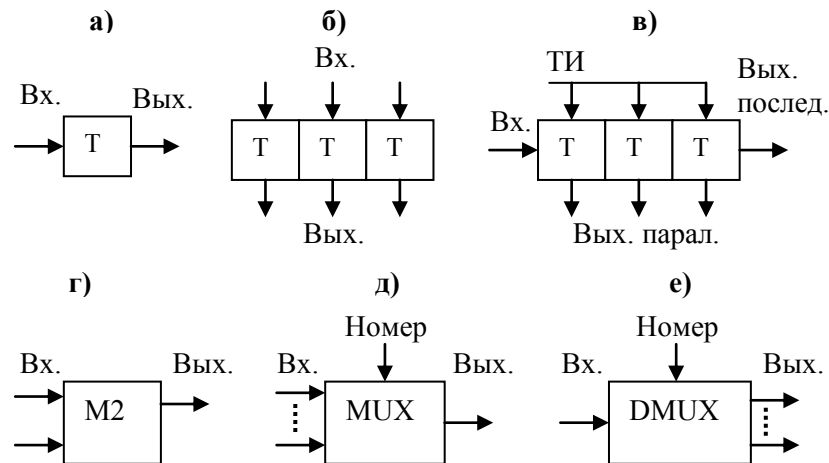 а) б) в)
Вх. ТИ Вых.
Вх. Вых. послед.
Вх.
Т Т Т Т Т Т Т
Вых. Вых. парал.
г) д) е)
Номер Номер
Вх. Вых. Вх. Вых. Вх. Вых.
М2 MUX DMUX